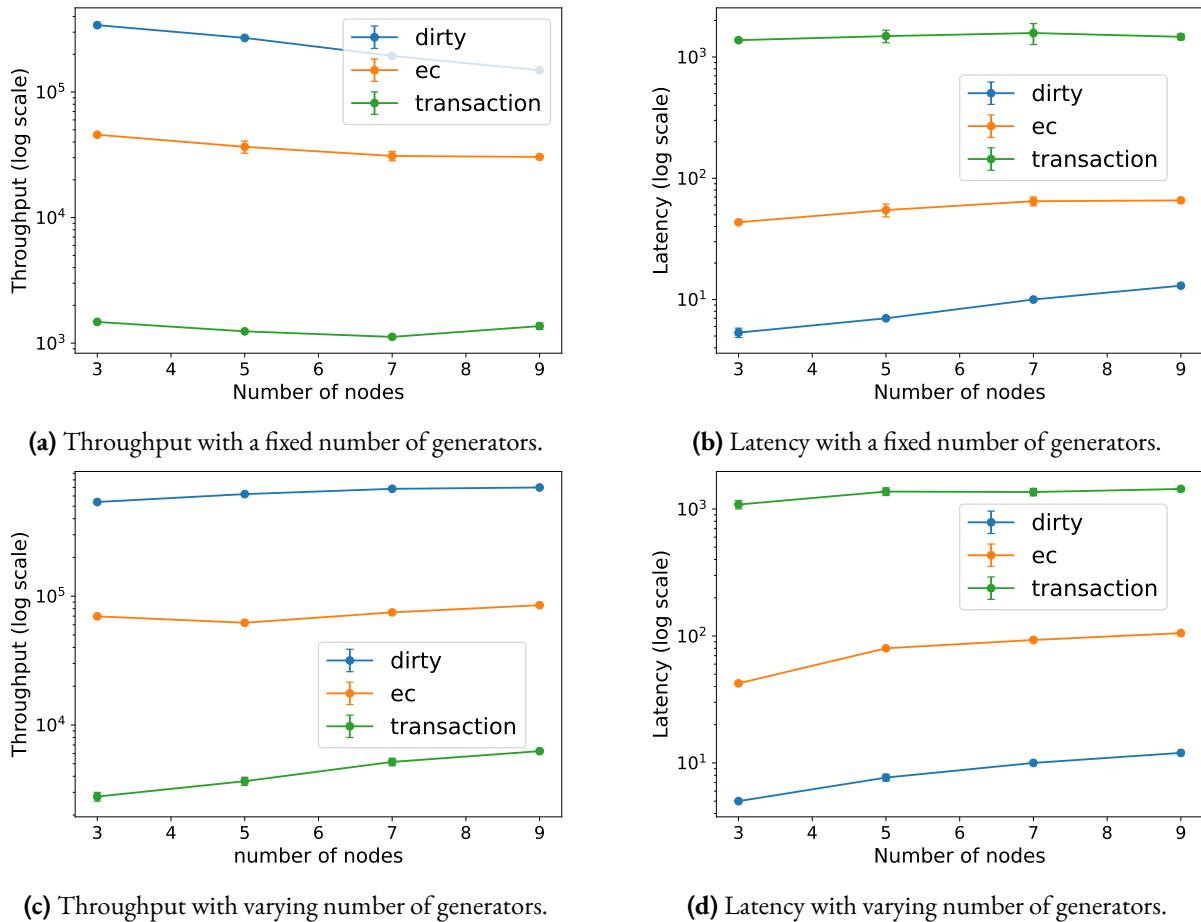 Throughput (log scale)
10^5
10^4
10^3
dirty
ec
transaction
3 4 5 6 7 8 9
Number of nodes
(a) Throughput with a fixed number of generators.
Latency (log scale)
10^3
10^2
10^1
dirty
ec
transaction
3 4 5 6 7 8 9
Number of nodes
(b) Latency with a fixed number of generators.
Throughput (log scale)
10^5
10^4
dirty
ec
transaction
3 4 5 6 7 8 9
number of nodes
(c) Throughput with varying number of generators.
Latency (log scale)
10^3
10^2
10^1
dirty
ec
transaction
3 4 5 6 7 8 9
Number of nodes
(d) Latency with varying number of generators.